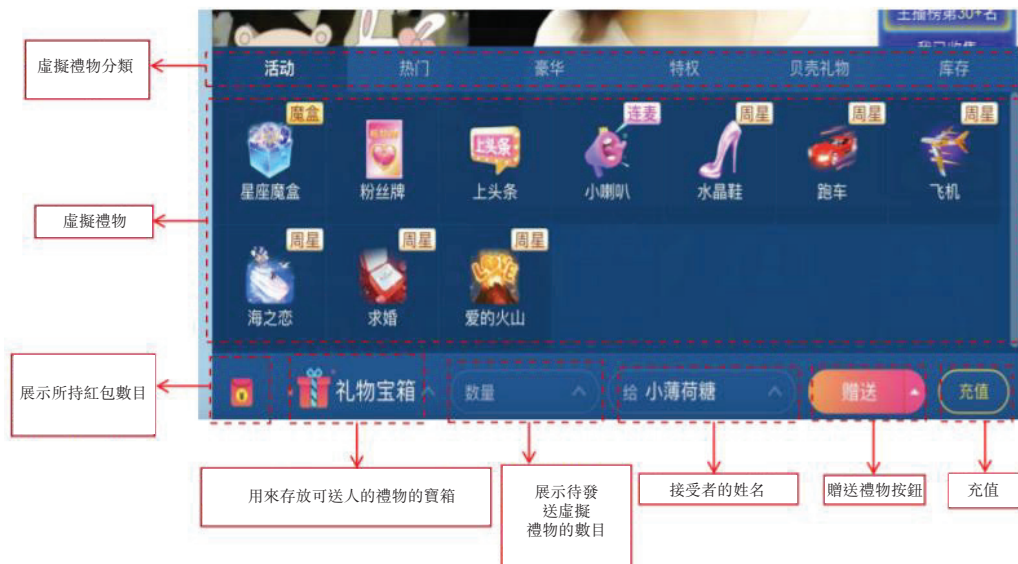 主播榜第30+名
虛擬禮物分類
活动 热门 豪华 特权 贝壳礼物 库存
魔盒 连麦 周星 周星 周星
上头条
星座魔盒 粉丝牌 上头条 小喇叭 水晶鞋 跑车 飞机
虛擬禮物
周星 周星 周星
LOVE
海之恋 求婚 爱的火山
展示所持紅包數目
礼物宝箱 数量 给 小薄荷糖 赠送 充值
用來存放可送人的禮物的寶箱
展示待發
送虛擬
禮物的數目
接受者的姓名
贈送禮物按鈕
充值